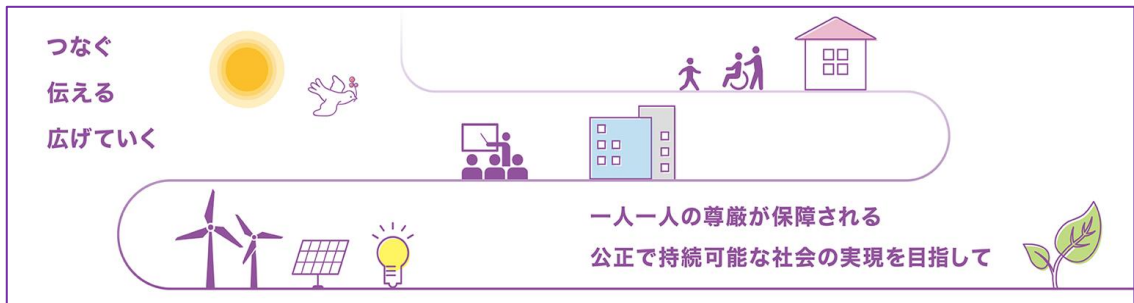 つなぐ
伝える
広げていく
一人一人の尊厳が保障される
公正で持続可能な社会の実現を目指して